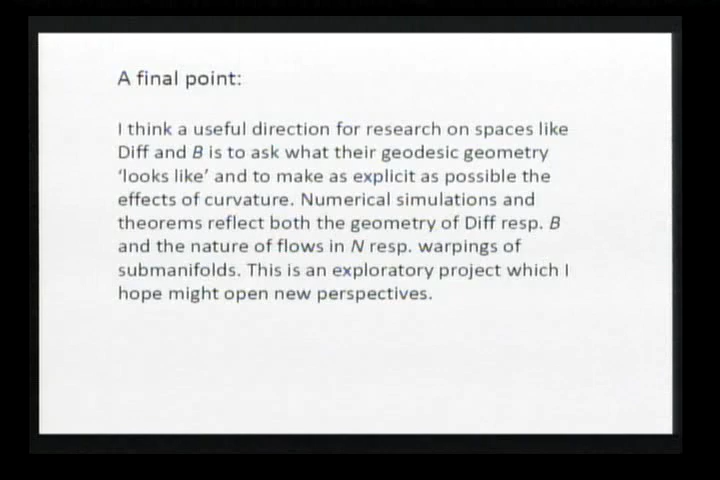 A final point:
I think a useful direction for research on spaces like
Diff and B is to ask what their geodesic geometry
'looks like' and to make as explicit as possible the
effects of curvature. Numerical simulations and
theorems reflect both the geometry of Diff resp. B
and the nature of flows in N resp. warpings of
submanifolds. This is an exploratory project which I
hope might open new perspectives.